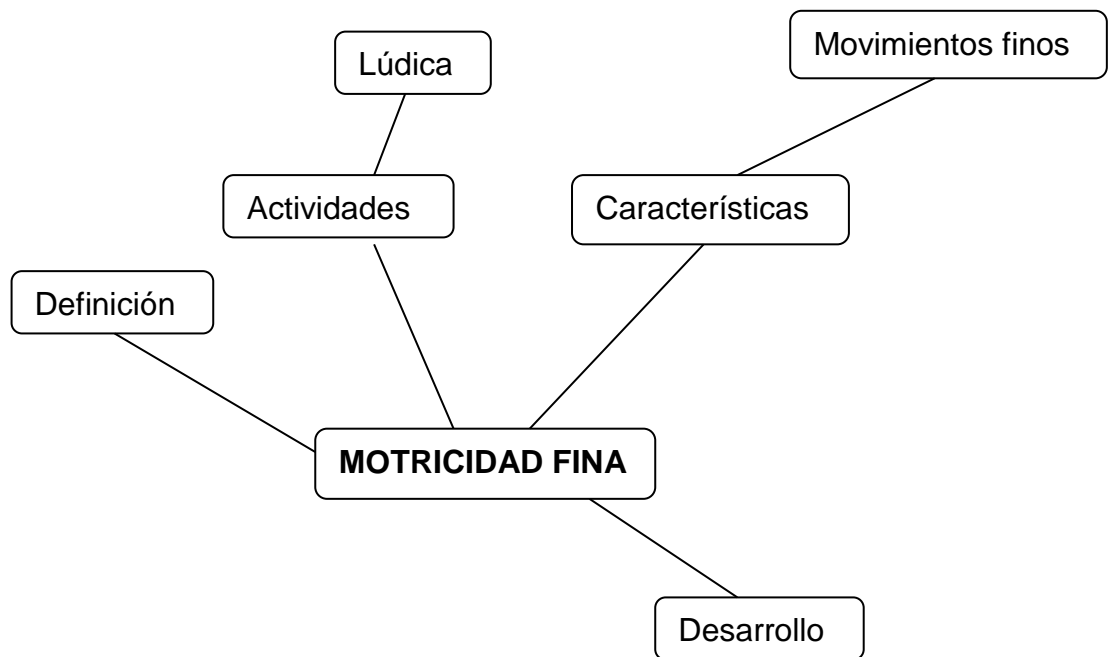 Movimientos finos
Lúdica
Actividades
Características
Definición
MOTRICIDAD FINA
Desarrollo